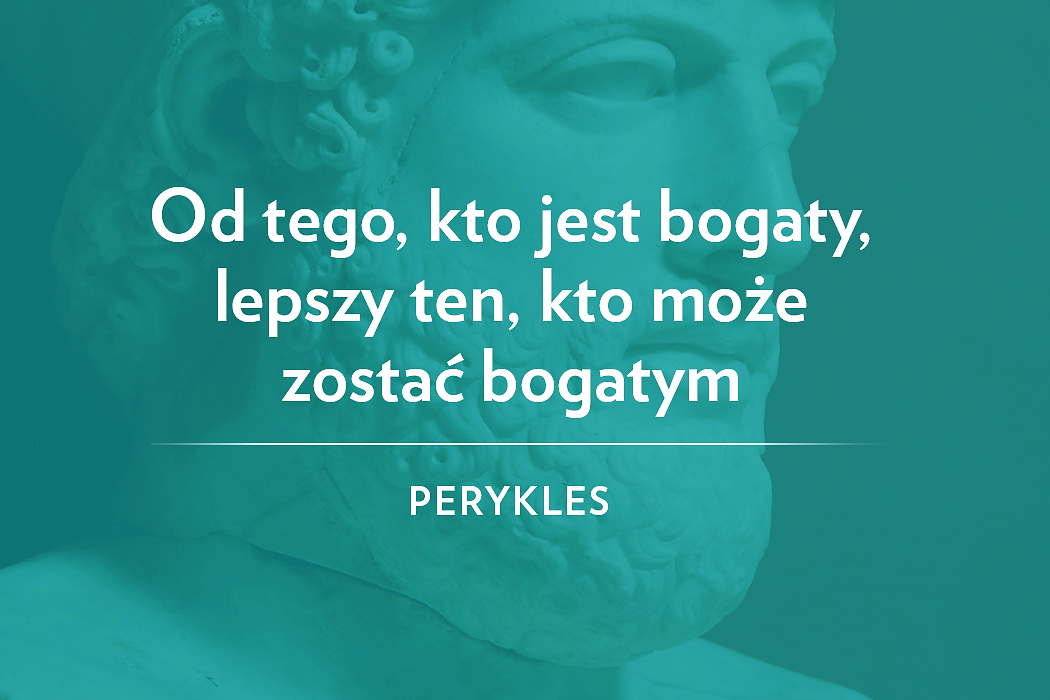 Od tego, kto jest bogaty,
lepszy ten, kto może
zostać bogatym
PERYKLES